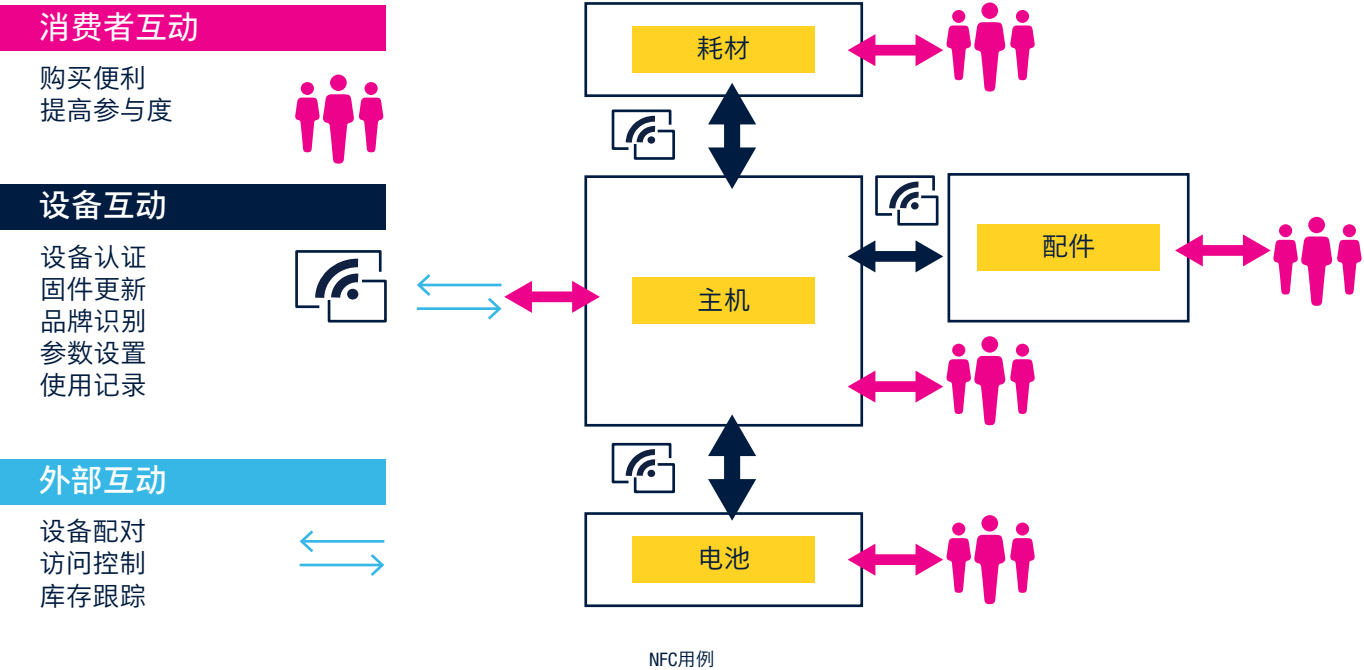 消费者互动
购买便利
提高参与度
设备互动
设备认证
固件更新
品牌识别
参数设置
使用记录
外部互动
设备配对
访问控制
库存跟踪
耗材
主机
配件
电池
NFC用例